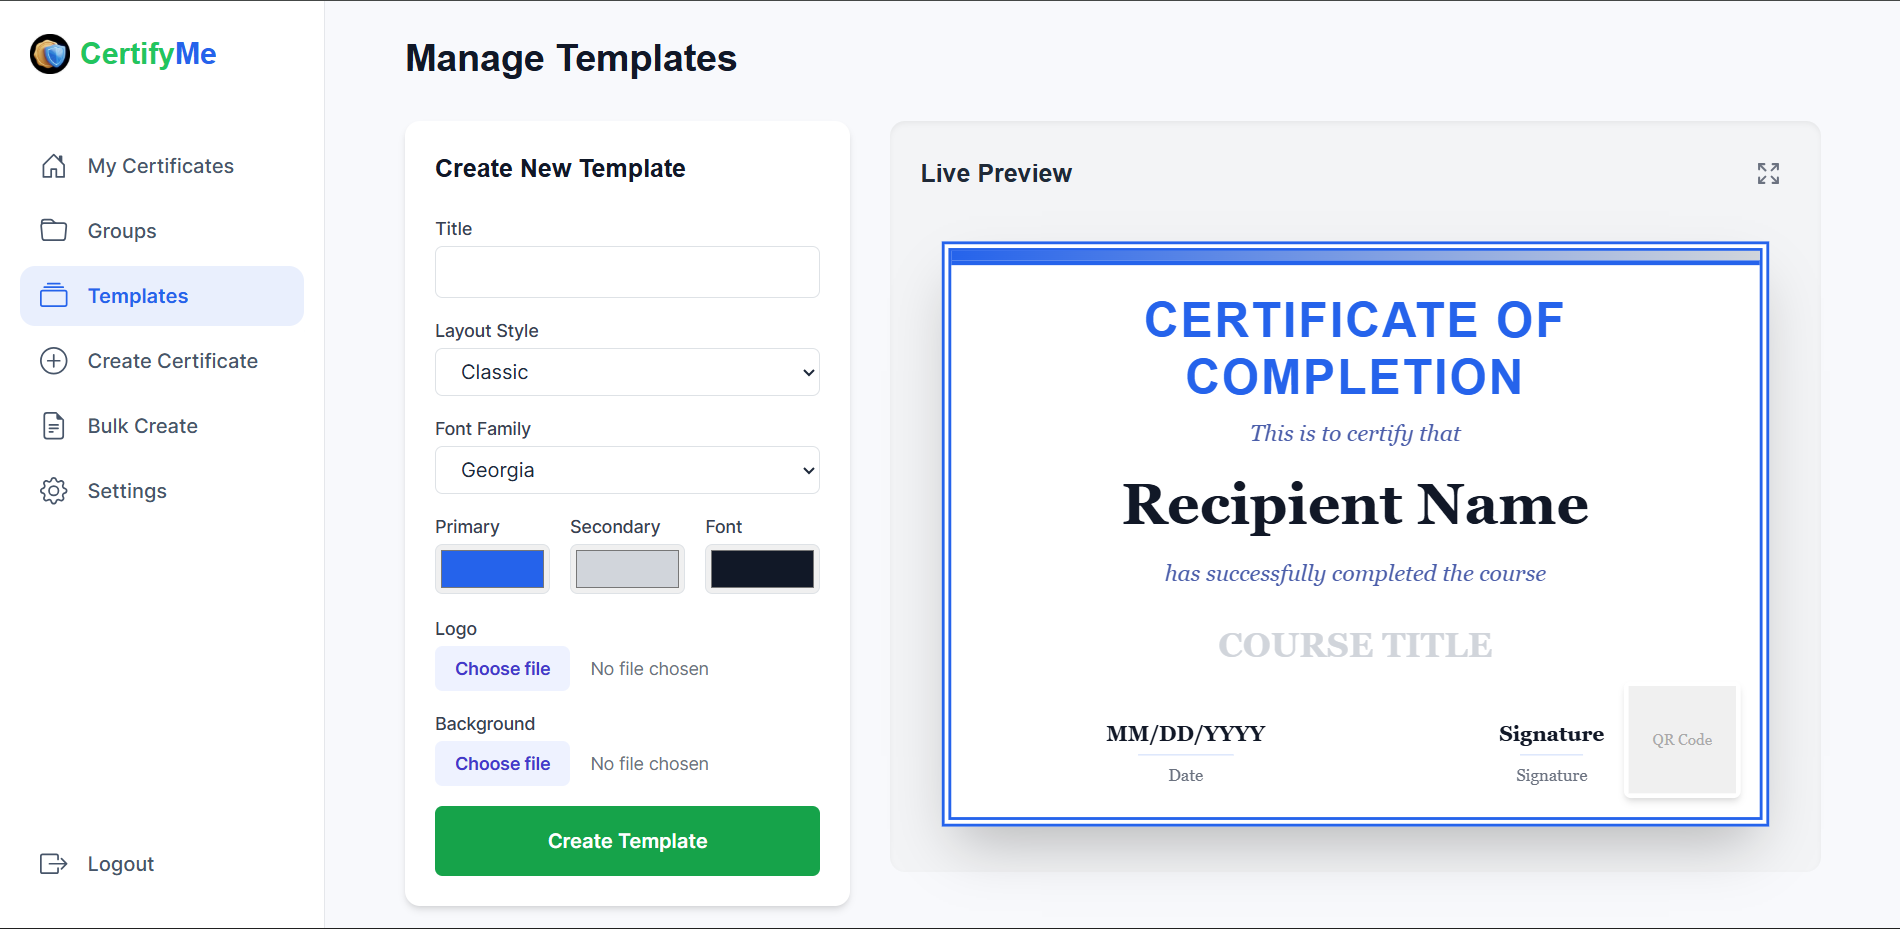 CertifyMe
My Certificates
Groups
Templates
Create Certificate
Bulk Create
Settings
Logout
Manage Templates
Create New Template
Title
Layout Style
Classic
Font Family
Georgia
Primary Secondary Font
Logo
Choose file No file chosen
Background
Choose file No file chosen
Create Template
Live Preview
CERTIFICATE OF
COMPLETION
This is to certify that
Recipient Name
has successfully completed the course
COURSE TITLE
MM/DD/YYYY Signature
Date Signature
QR Code